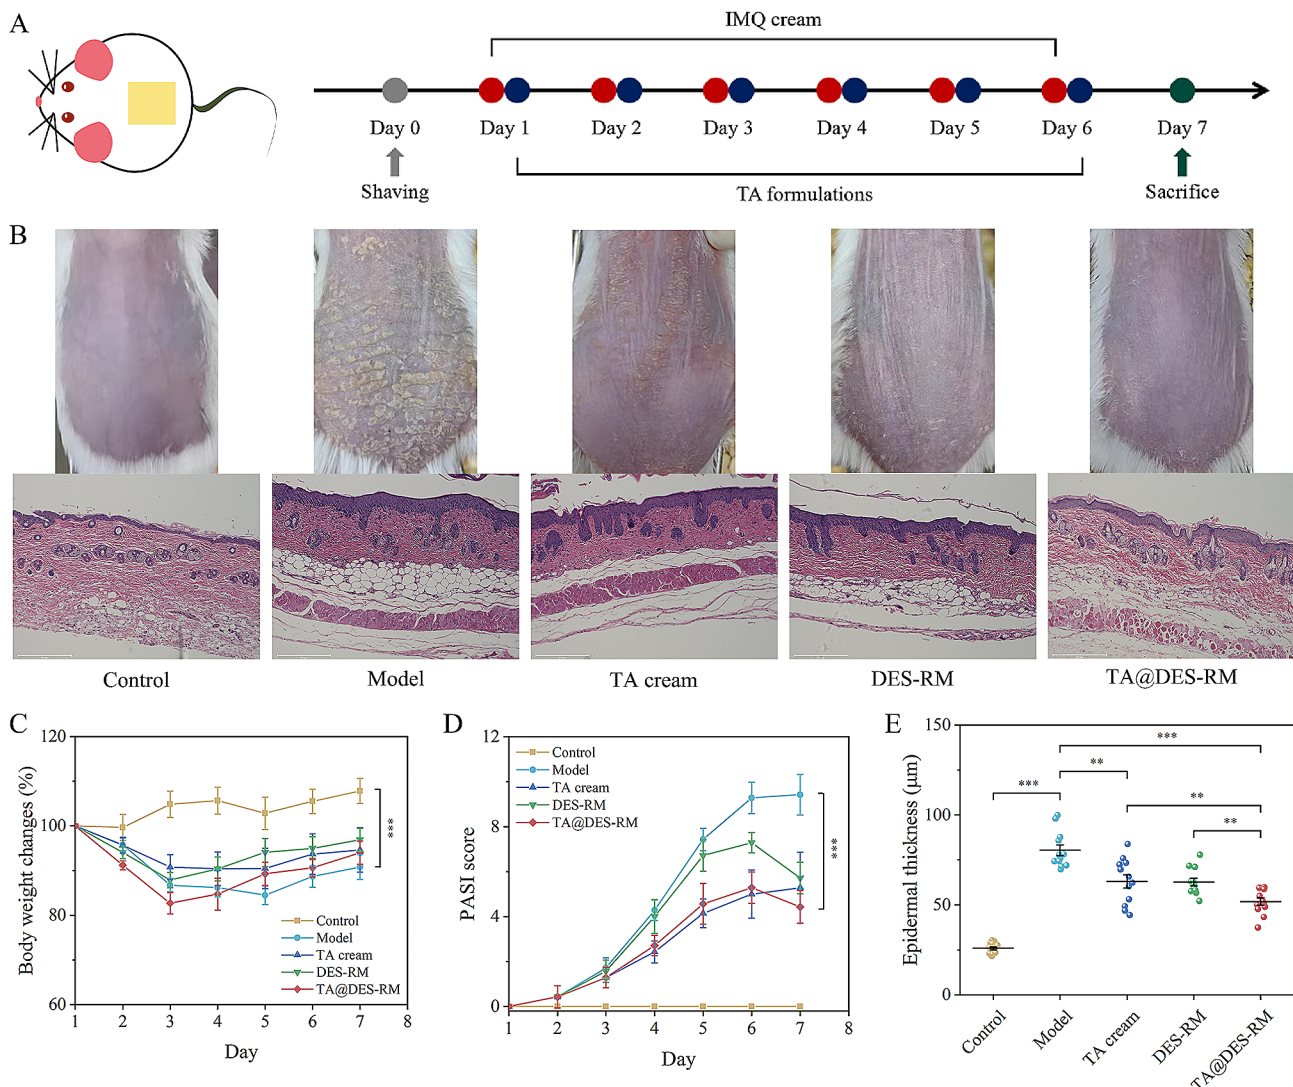 A
IMQ cream
Day 0
Day 1
Day 2
Day 3
Day 4
Day 5
Day 6
Day 7
Shaving
TA formulations
Sacrifice
B
Control
Model
TA cream
DES-RM
TA@DES-RM
C
Body weight changes (%)
120
100
80
60
***
Control
Model
TA cream
DES-RM
TA@DES-RM
1 2 3 4 5 6 7 8
Day
D
PASI score
12
8
4
0
Control
Model
TA cream
DES-RM
TA@DES-RM
***
1 2 3 4 5 6 7 8
Day
E
Epidermal thickness (μm)
150
100
50
0
***
***
**
**
**
Control
Model
TA cream
DES-RM
TA@DES-RM